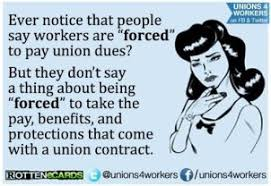 Ever notice that people
say workers are "forced"
to pay union dues?
But they don't say
a thing about being
"forced" to take the
pay, benefits, and
protections that come
with a union contract.
UNIONS 4
WORKERS
on FB & Twitter
ROTTENECARDS
@unions4workers
/unions4workers